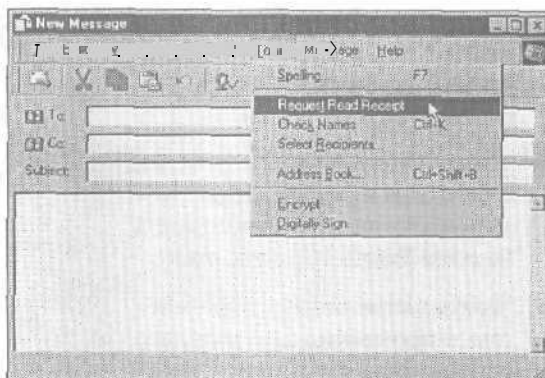 New Message
Help
Spelling... F7
Request Read Receipt
Check Names Ctrl+K
Select Recipients...
Address Book... Ctrl+Shift+B
Encrypt
Digitally Sign
To:
Cc:
Subject: